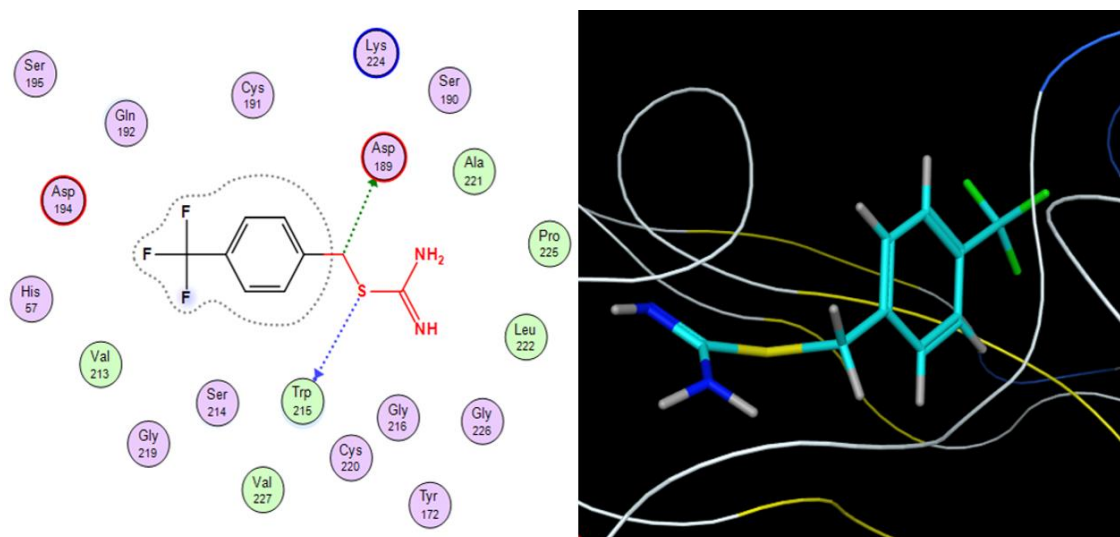 Lys
224
Ser
195
Cys
191
Ser
190
Gln
192
Asp
189
Ala
221
Asp
194
F
F
F
NH₂
S
NH
Pro
225
His
57
Leu
222
Val
213
Ser
214
Trp
215
Gly
216
Gly
226
Gly
219
Cys
220
Val
227
Tyr
172